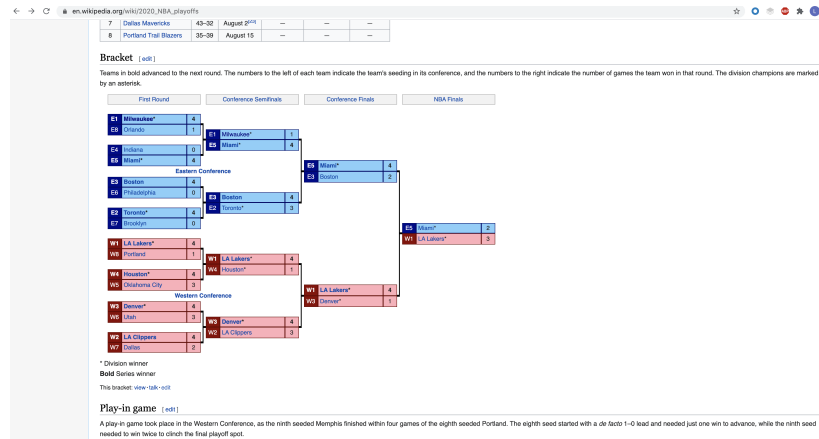 en.wikipedia.org/wiki/2020_NBA_playoffs
7 Dallas Mavericks 43–32 August 2[23] — — —
8 Portland Trail Blazers 35–39 August 15 — — —
Bracket [ edit ]
Teams in bold advanced to the next round. The numbers to the left of each team indicate the team's seeding in its conference, and the numbers to the right indicate the number of games the team won in that round. The division champions are marked
by an asterisk.
First Round Conference Semifinals Conference Finals NBA Finals
E1 Milwaukee* 4
E8 Orlando 1
E1 Milwaukee* 1
E5 Miami* 4
E4 Indiana 0
E5 Miami* 4
E5 Miami* 4
E3 Boston 2
Eastern Conference
E3 Boston 4
E6 Philadelphia 0
E3 Boston 4
E2 Toronto* 3
E2 Toronto* 4
E7 Brooklyn 0
E5 Miami* 2
W1 LA Lakers* 3
W1 LA Lakers* 4
W8 Portland 1
W1 LA Lakers* 4
W4 Houston* 1
W4 Houston* 4
W5 Oklahoma City 3
W1 LA Lakers* 4
W3 Denver* 1
Western Conference
W3 Denver* 4
W6 Utah 3
W3 Denver* 4
W2 LA Clippers 3
W2 LA Clippers 4
W7 Dallas 2
* Division winner
Bold Series winner
This bracket: view · talk · edit
Play-in game [ edit ]
A play-in game took place in the Western Conference, as the ninth seeded Memphis finished within four games of the eighth seeded Portland. The eighth seed started with a de facto 1–0 lead and needed just one win to advance, while the ninth seed
needed to win twice to clinch the final playoff spot.